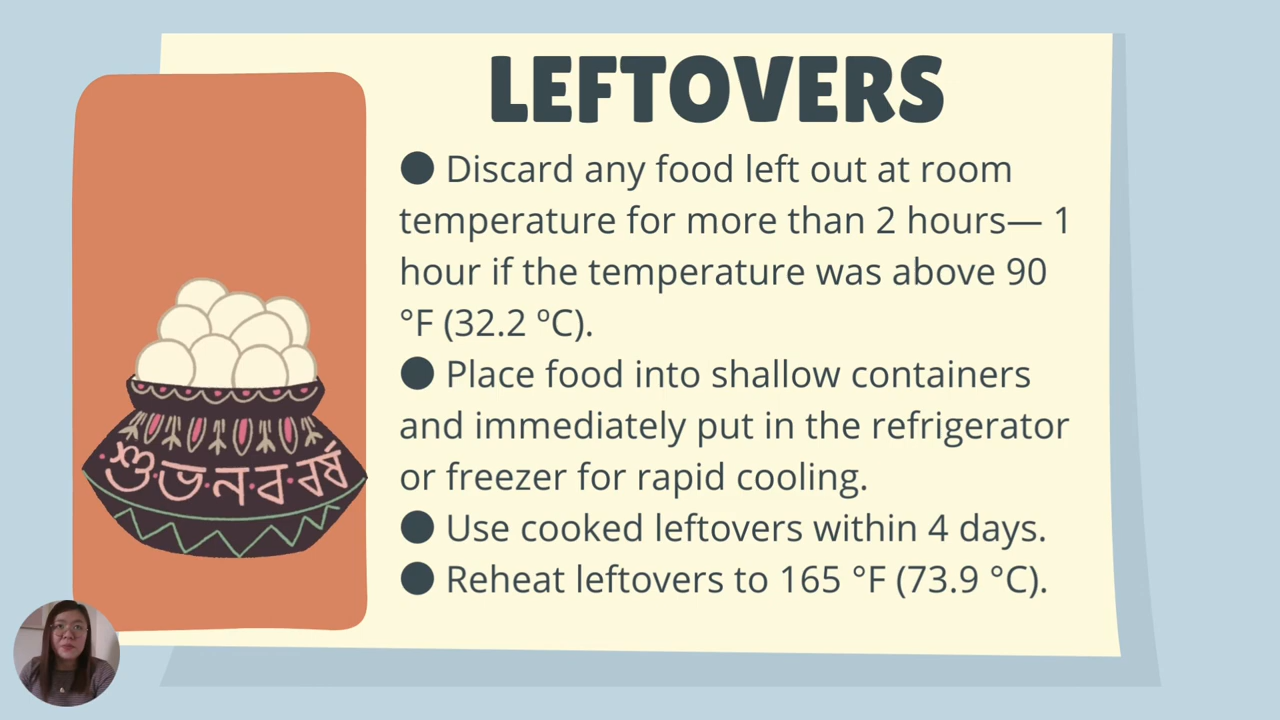 LEFTOVERS
● Discard any food left out at room
temperature for more than 2 hours— 1
hour if the temperature was above 90
°F (32.2 ºC).
● Place food into shallow containers
and immediately put in the refrigerator
or freezer for rapid cooling.
● Use cooked leftovers within 4 days.
● Reheat leftovers to 165 °F (73.9 °C).
শুভ নববর্ষ